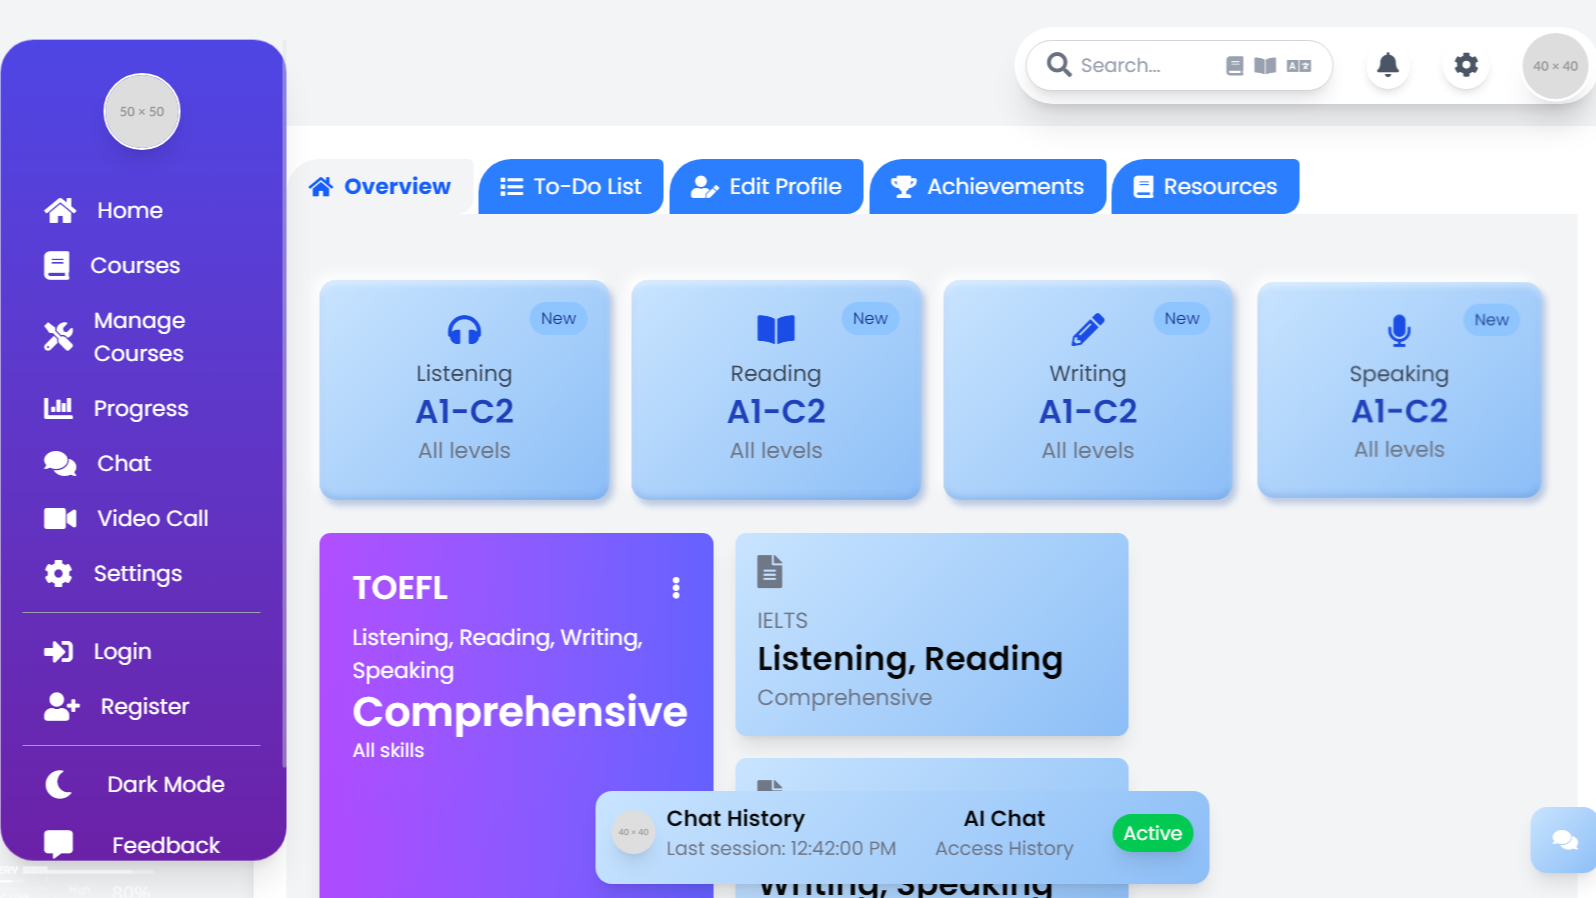 50 × 50
Home
Courses
Manage
Courses
Progress
Chat
Video Call
Settings
Login
Register
Dark Mode
Feedback
High
80%
Search...
40 × 40
Overview
To-Do List
Edit Profile
Achievements
Resources
New
Listening
A1-C2
All levels
New
Reading
A1-C2
All levels
New
Writing
A1-C2
All levels
New
Speaking
A1-C2
All levels
TOEFL
Listening, Reading, Writing,
Speaking
Comprehensive
All skills
IELTS
Listening, Reading
Comprehensive
40 × 40
Chat History
Last session: 12:42:00 PM
AI Chat
Access History
Active
Writing, Speaking